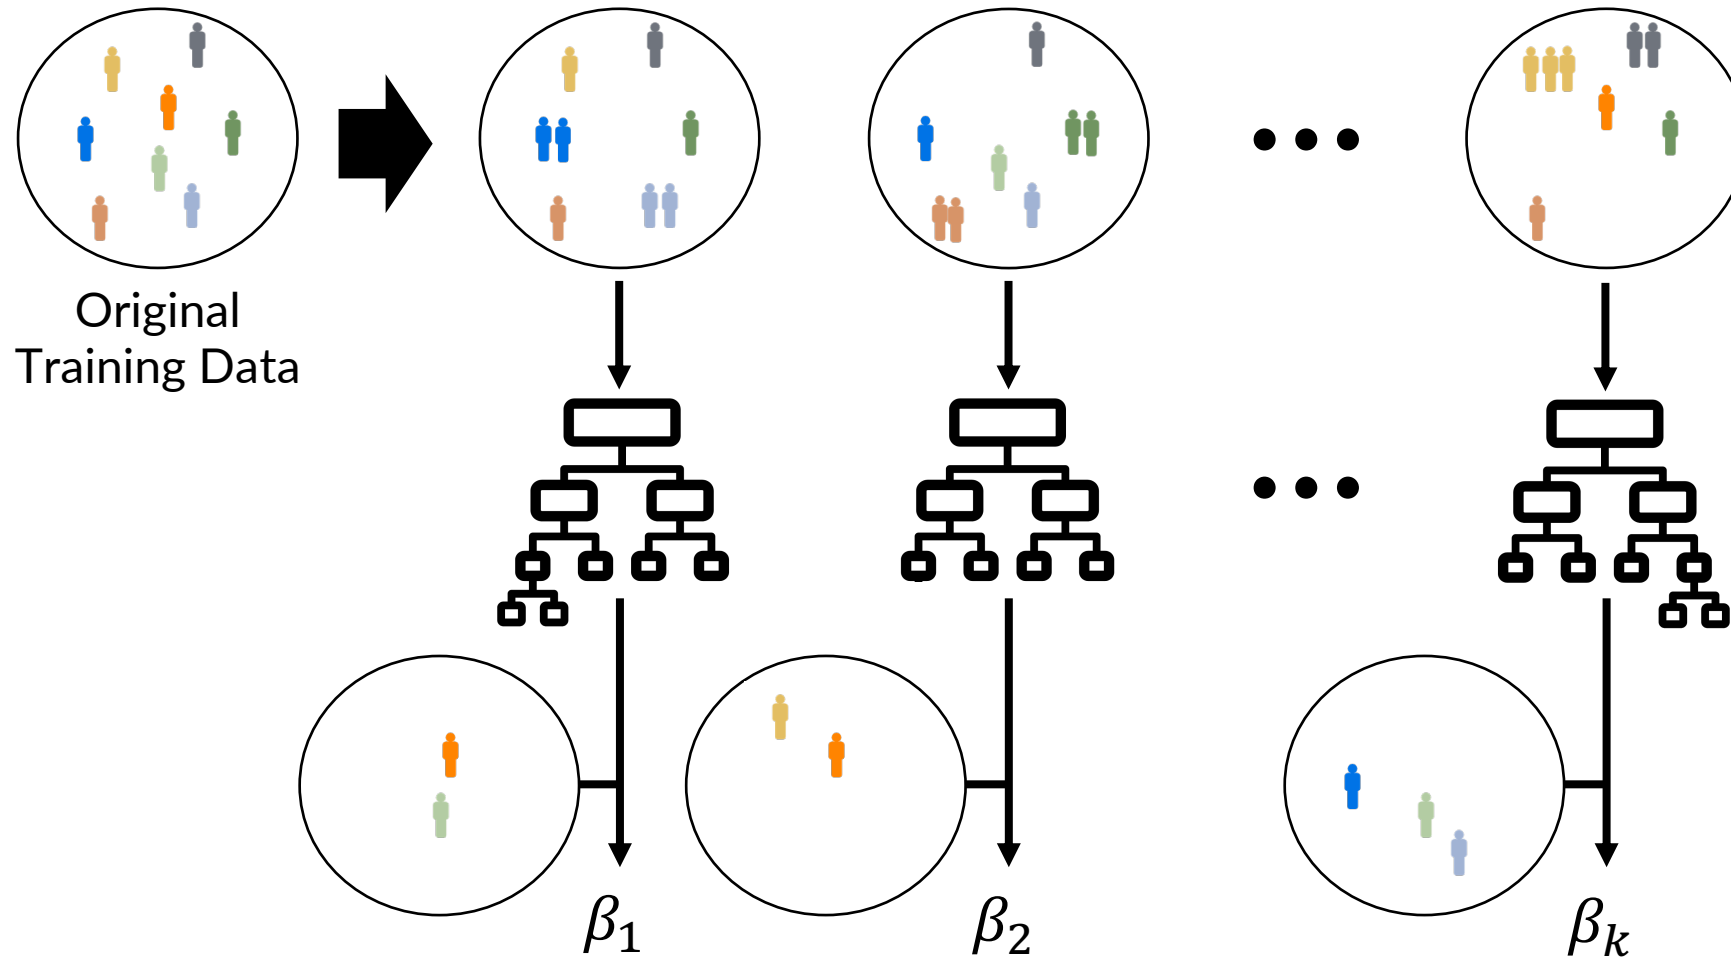 Original
Training Data
β₁
β₂
βₖ